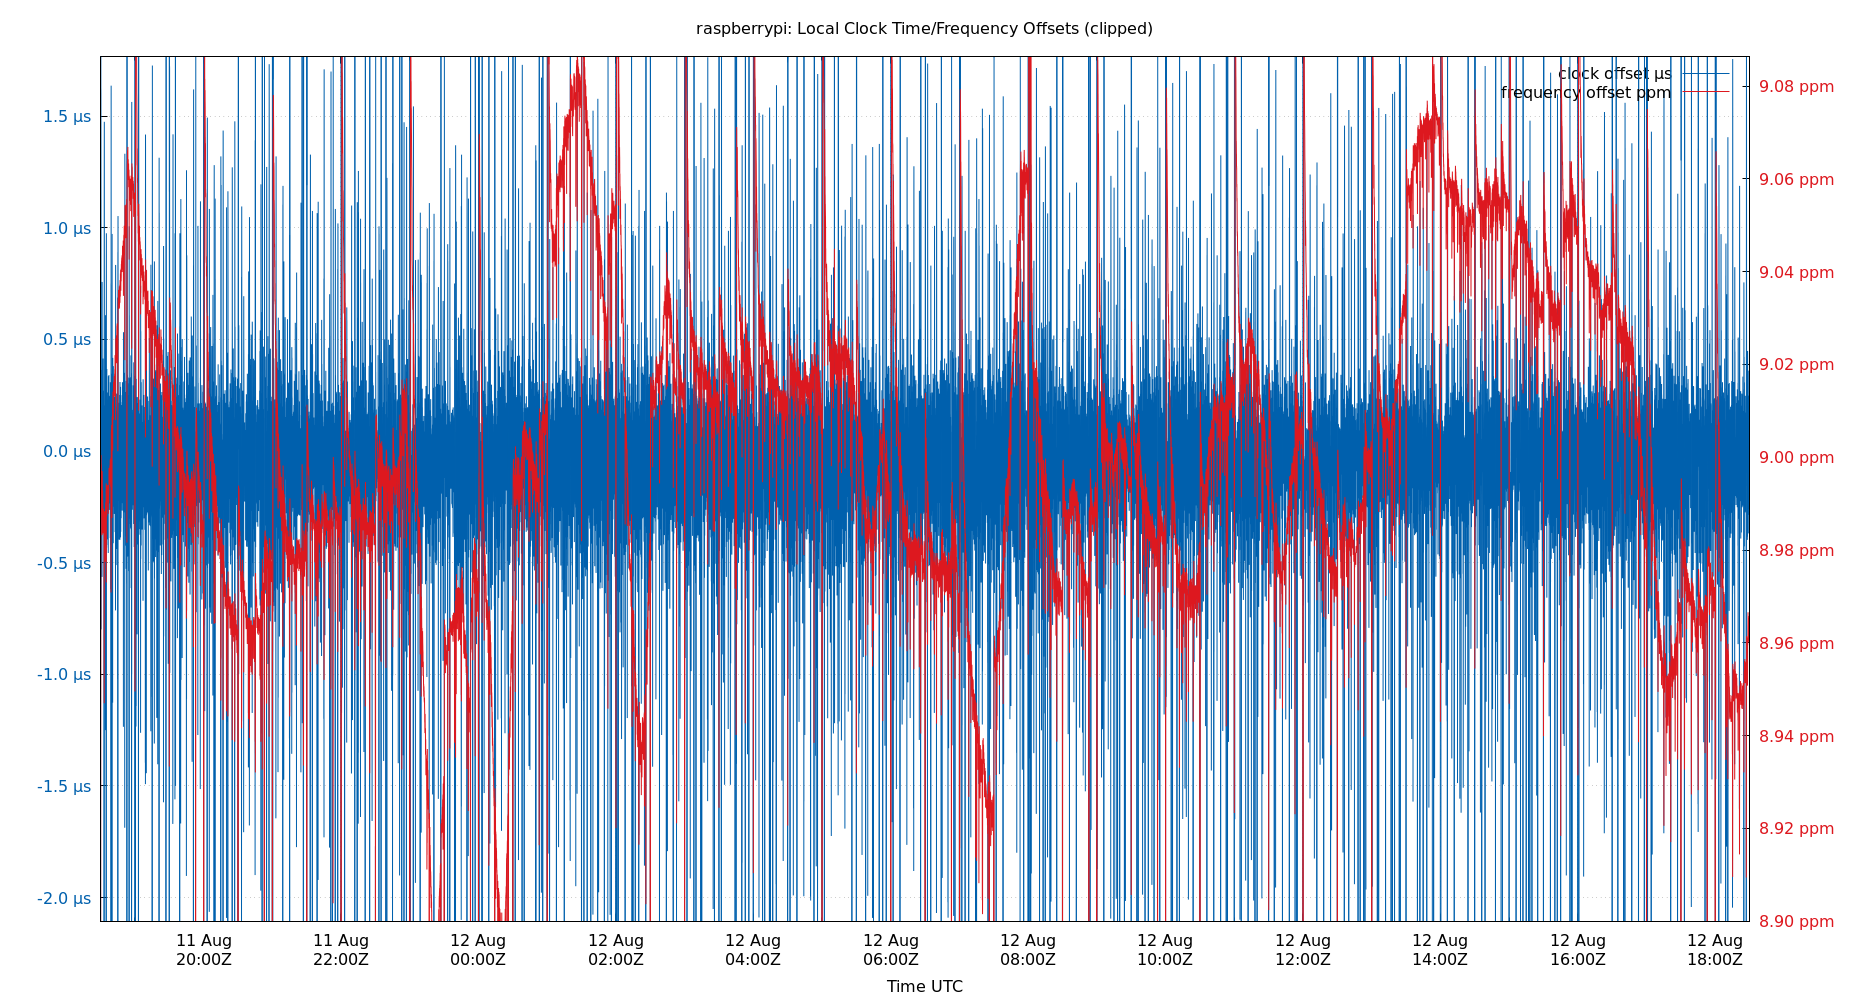 raspberrypi: Local Clock Time/Frequency Offsets (clipped)
clock offset µs
frequency offset ppm
1.5 µs
1.0 µs
0.5 µs
0.0 µs
-0.5 µs
-1.0 µs
-1.5 µs
-2.0 µs
9.08 ppm
9.06 ppm
9.04 ppm
9.02 ppm
9.00 ppm
8.98 ppm
8.96 ppm
8.94 ppm
8.92 ppm
8.90 ppm
11 Aug 11 Aug 12 Aug 12 Aug 12 Aug 12 Aug 12 Aug 12 Aug 12 Aug 12 Aug 12 Aug 12 Aug
20:00Z 22:00Z 00:00Z 02:00Z 04:00Z 06:00Z 08:00Z 10:00Z 12:00Z 14:00Z 16:00Z 18:00Z
Time UTC